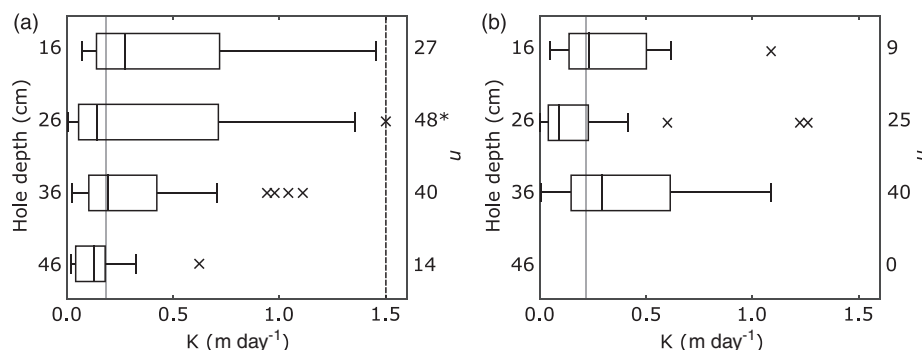 (a)
Hole depth (cm)
16 27
26 48*
36 40
46 14
n
0.0 0.5 1.0 1.5
K (m day-1)
(b)
Hole depth (cm)
16 9
26 25
36 40
46 0
n
0.0 0.5 1.0 1.5
K (m day-1)